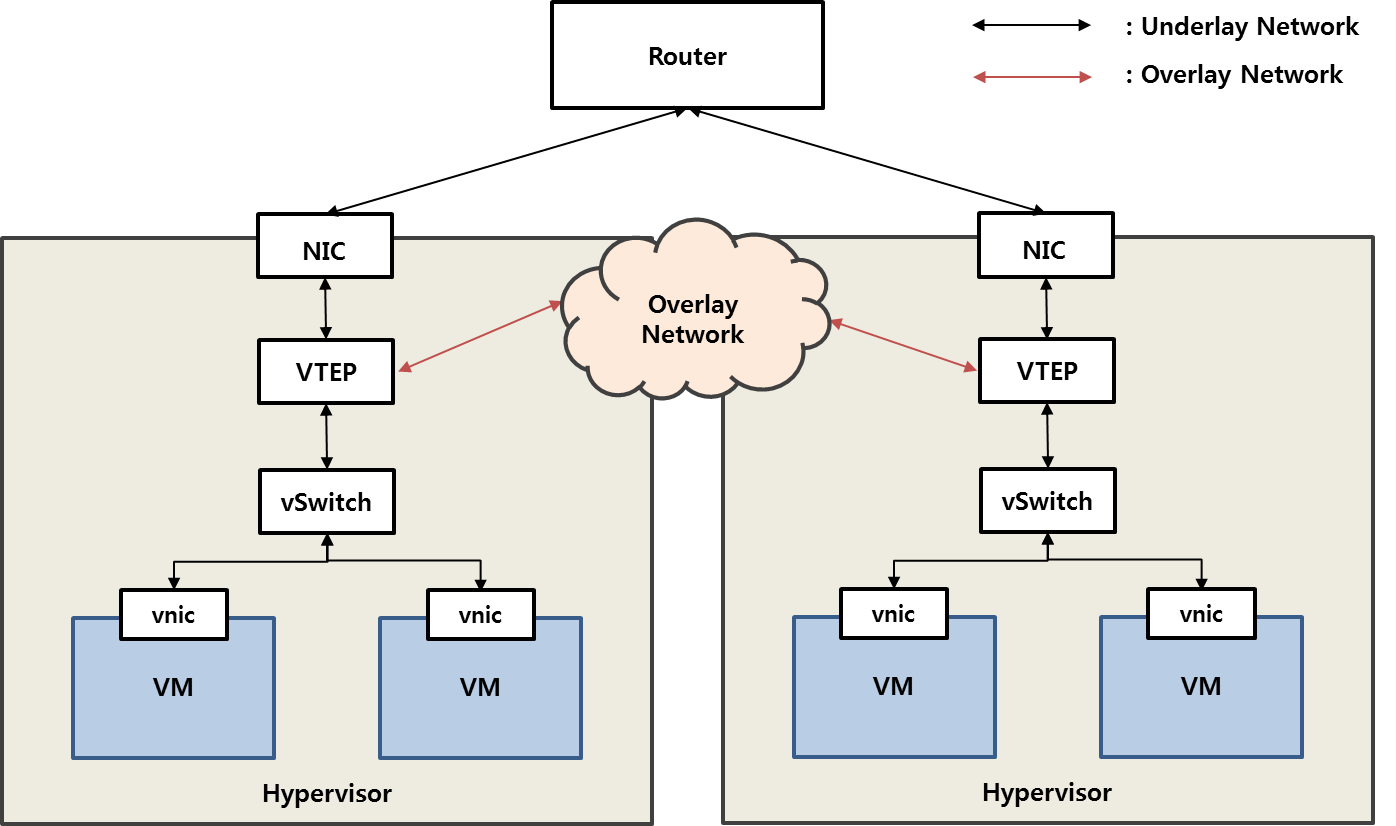 Router
: Underlay Network
: Overlay Network
NIC
NIC
Overlay
Network
VTEP
VTEP
vSwitch
vSwitch
vnic
vnic
vnic
vnic
VM
VM
VM
VM
Hypervisor
Hypervisor